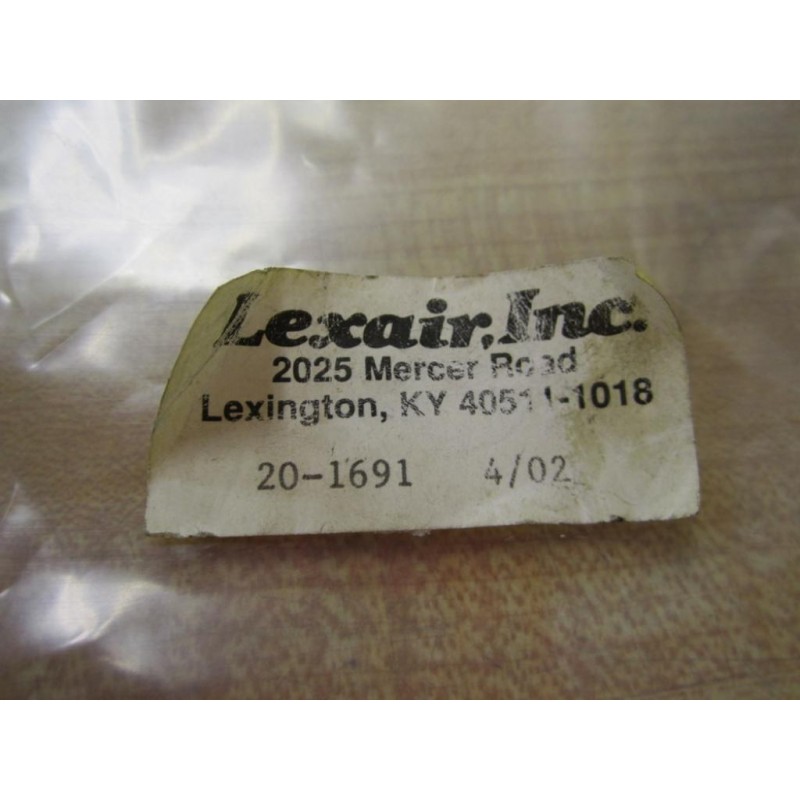 Lexair, Inc.
2025 Mercer Road
Lexington, KY 40511-1018
20-1691 4/02